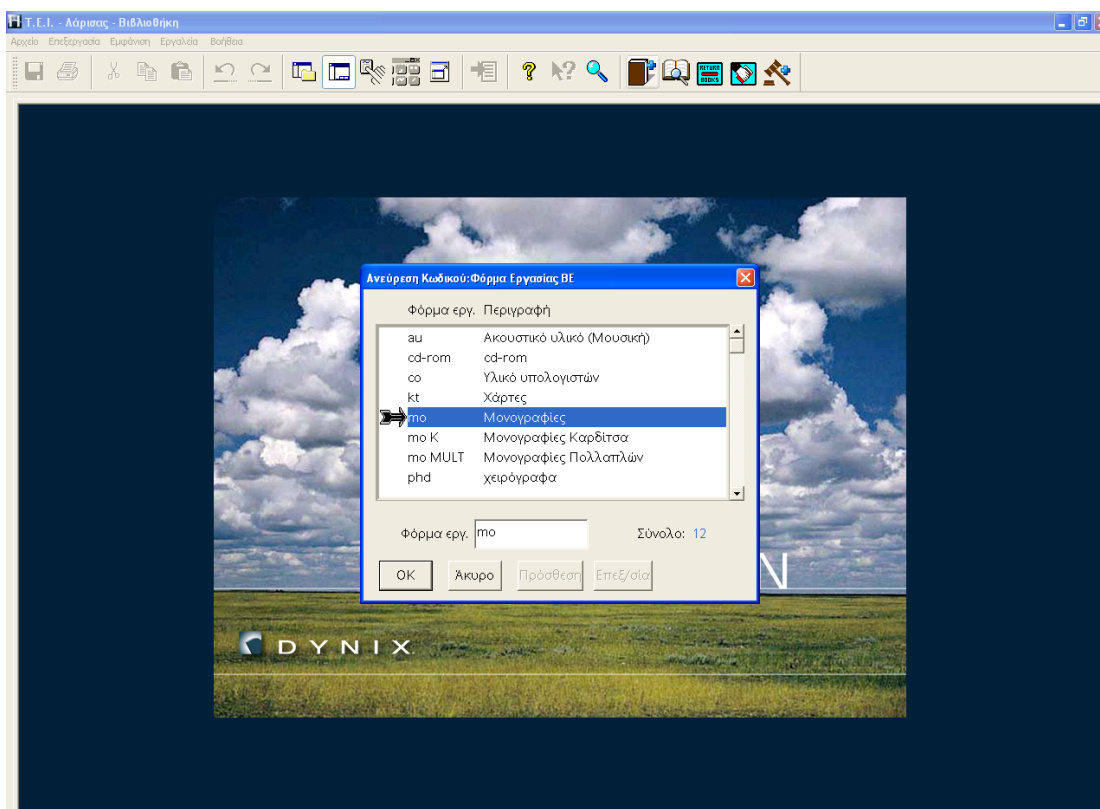 Τ.Ε.Ι. - Λάρισας - Βιβλιοθήκη
Αρχείο Επεξεργασία Εμφάνιση Εργαλεία Βοήθεια
RETURN
BOOKS
Ανεύρεση Κωδικού:Φόρμα Εργασίας ΒΕ
Φόρμα εργ. Περιγραφή
au Ακουστικό υλικό (Μουσική)
cd-rom cd-rom
co Υλικό υπολογιστών
kt Χάρτες
mo Μονογραφίες
mo K Μονογραφίες Καρδίτσα
mo MULT Μονογραφίες Πολλαπλών
phd χειρόγραφα
Φόρμα εργ. mo Σύνολο: 12
OK Άκυρο Πρόσθεση Επεξ/σία
N
DYNIX